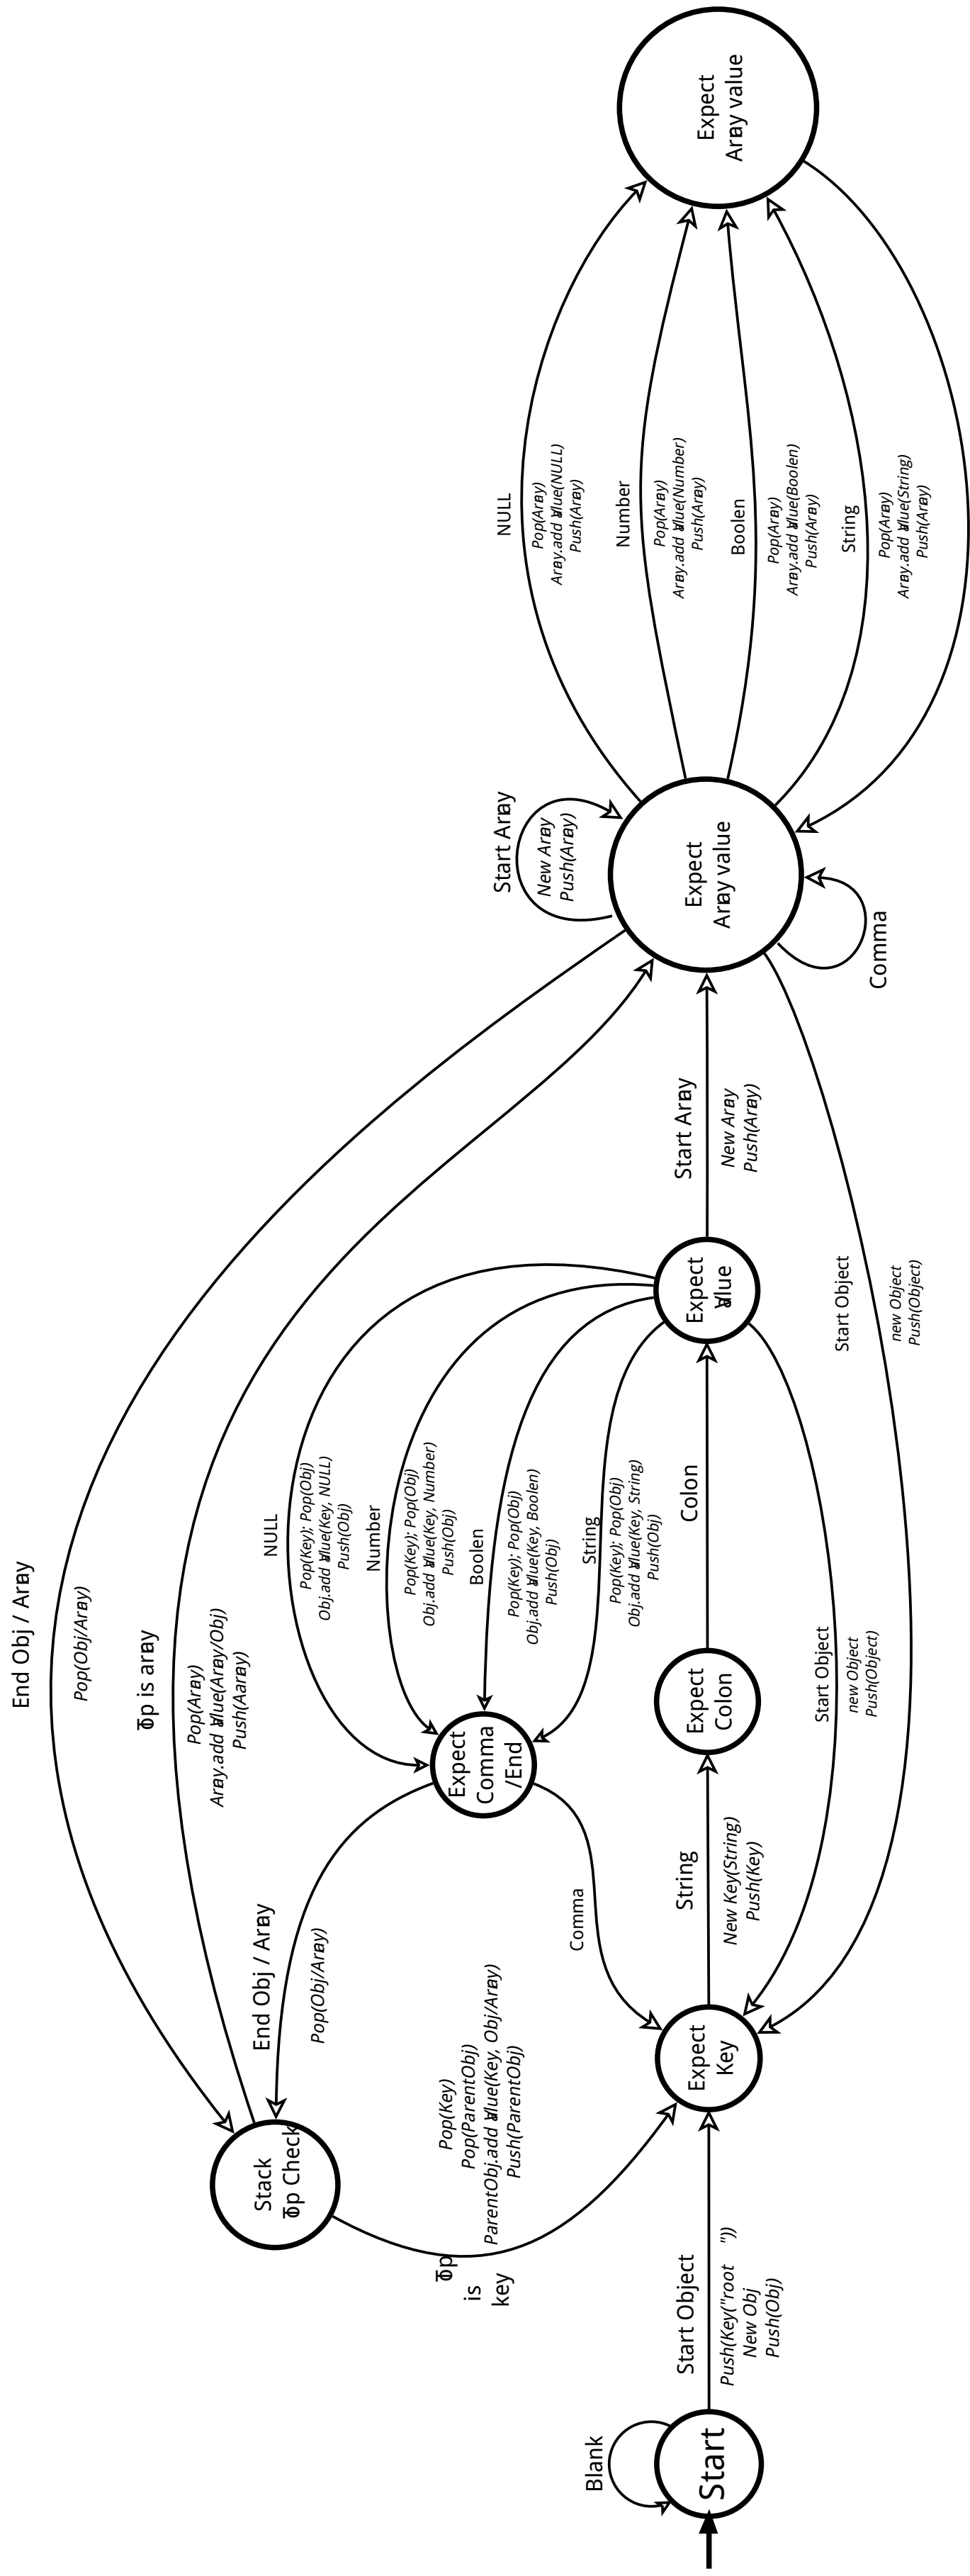 End Obj / Array
Pop(Obj/Array)
Top is array
Pop(Array)
Array.add Value(Array/Obj)
Push(Aarray)
Stack
Top Check
End Obj / Array
Pop(Obj/Array)
NULL
Pop(Key); Pop(Obj)
Obj.add Value(Key, NULL)
Push(Obj)
Number
Pop(Key); Pop(Obj)
Obj.add Value(Key, Number)
Push(Obj)
Boolen
Pop(Key); Pop(Obj)
Obj.add Value(Key, Boolen)
Push(Obj)
String
Pop(Key); Pop(Obj)
Obj.add Value(Key, String)
Push(Obj)
Expect
Comma
/End
Top
is
key
Pop(Key)
Pop(ParentObj)
ParentObj.add Value(Key, Obj/Array)
Push(ParentObj)
Comma
Blank
Start
Start Object
Push(Key("root "))
New Obj
Push(Obj)
Expect
Key
String
New Key(String)
Push(Key)
Expect
Colon
Colon
Expect
Value
Start Array
New Array
Push(Array)
Start Object
new Object
Push(Object)
Start Object
new Object
Push(Object)
Start Array
New Array
Push(Array)
Expect
Array value
Comma
NULL
Pop(Array)
Array.add Value(NULL)
Push(Array)
Number
Pop(Array)
Array.add Value(Number)
Push(Array)
Boolen
Pop(Array)
Array.add Value(Boolen)
Push(Array)
String
Pop(Array)
Array.add Value(String)
Push(Array)
Expect
Array value